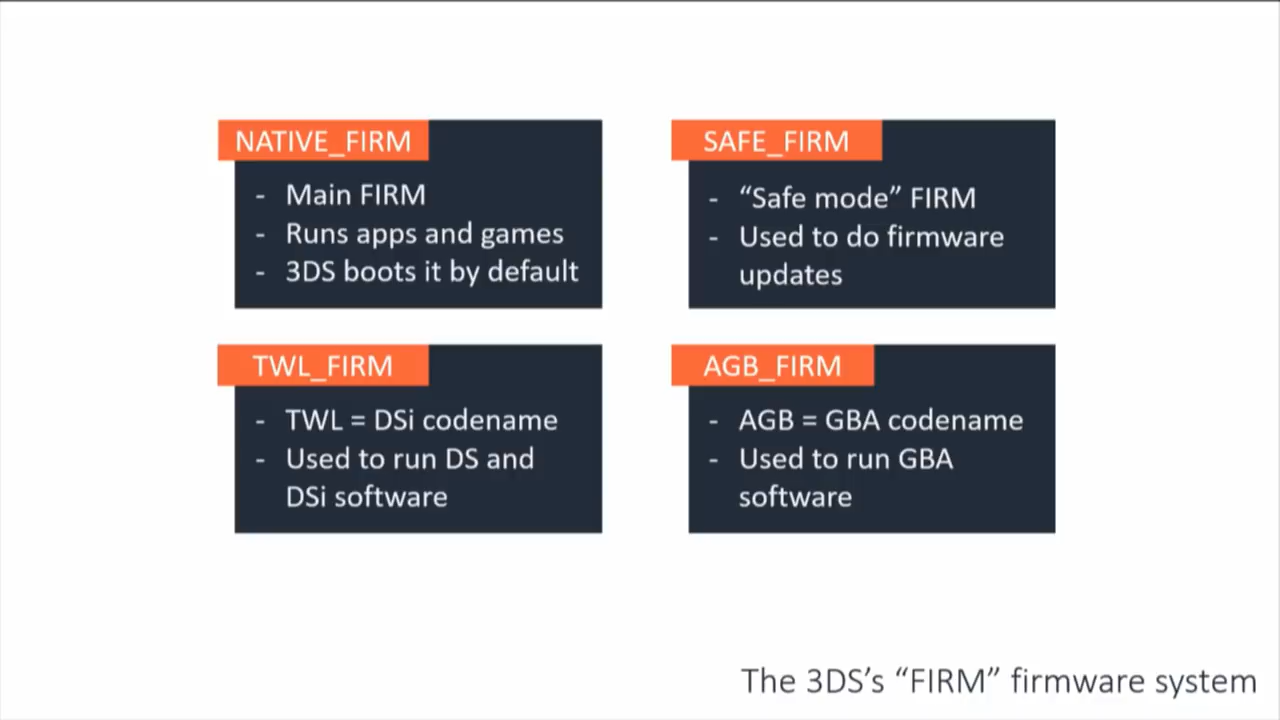 NATIVE_FIRM
- Main FIRM
- Runs apps and games
- 3DS boots it by default
SAFE_FIRM
- “Safe mode” FIRM
- Used to do firmware
updates
TWL_FIRM
- TWL = DSi codename
- Used to run DS and
DSi software
AGB_FIRM
- AGB = GBA codename
- Used to run GBA
software
The 3DS’s “FIRM” firmware system